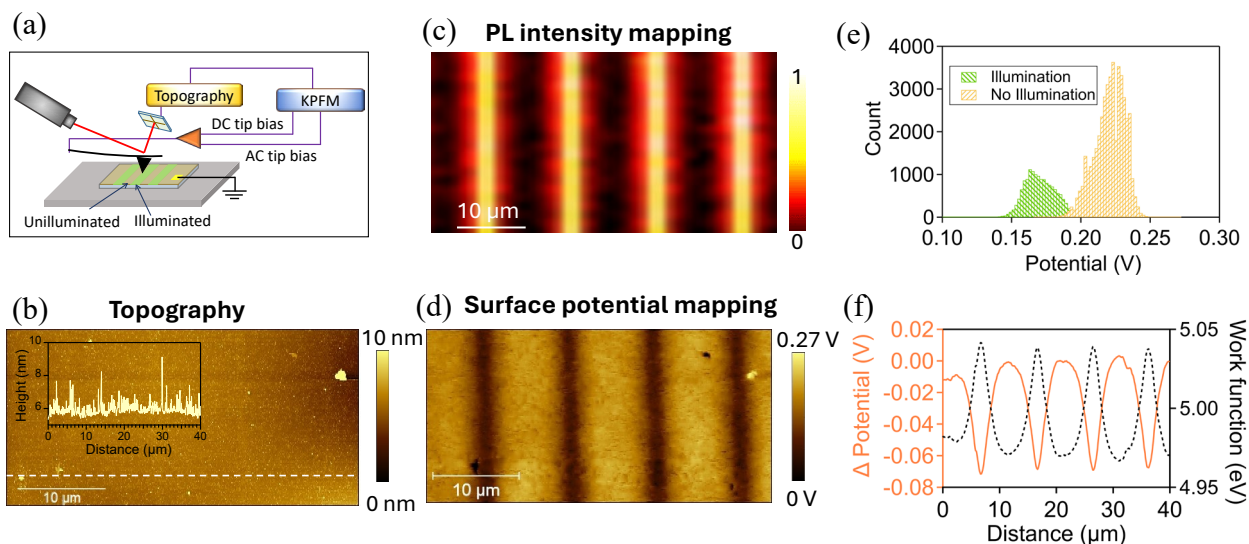 (a)
Topography
KPFM
DC tip bias
AC tip bias
Unilluminated
Illuminated
(b)
Topography
10 nm
0 nm
10
8
6
Height (nm)
0 10 20 30 40
Distance (µm)
10 µm
(c)
PL intensity mapping
10 µm
1
0
(d)
Surface potential mapping
10 µm
0.27 V
0 V
(e)
4000
3000
2000
1000
0
Count
Illumination
No Illumination
0.10 0.15 0.20 0.25 0.30
Potential (V)
(f)
0.02
0.00
-0.02
-0.04
-0.06
-0.08
Δ Potential (V)
5.05
5.00
4.95
Work function (eV)
0 10 20 30 40
Distance (µm)